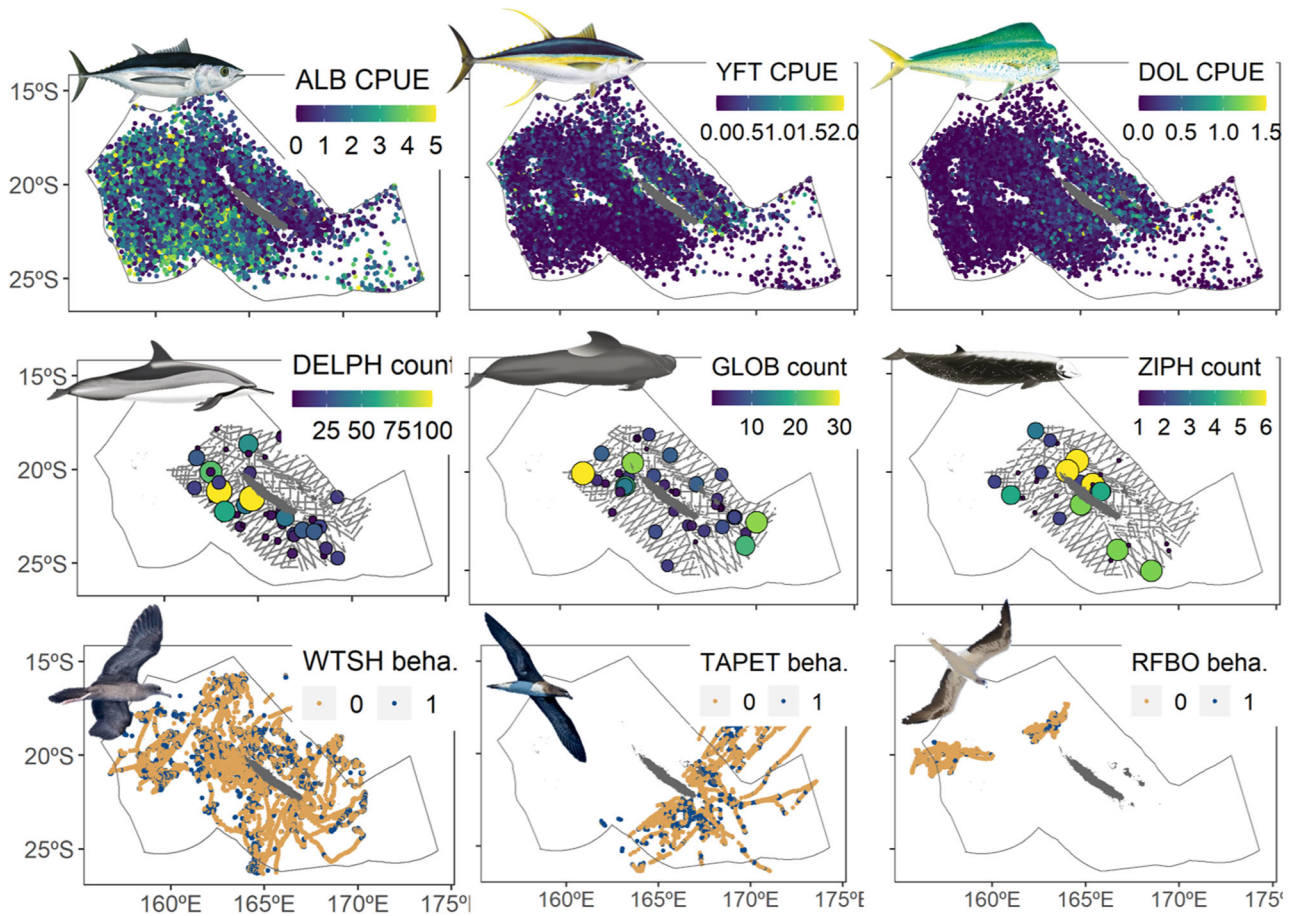 ALB CPUE
0 1 2 3 4 5
YFT CPUE
0.00.51.01.52.0
DOL CPUE
0.0 0.5 1.0 1.5
15ºS
20ºS
25ºS
DELPH count
25 50 75100
GLOB count
10 20 30
ZIPH count
1 2 3 4 5 6
15ºS
20ºS
25ºS
WTSH beha.
0 1
TAPET beha.
0 1
RFBO beha.
0 1
15ºS
20ºS
25ºS
160ºE 165ºE 170ºE 175
160ºE 165ºE 170ºE 175º
160ºE 165ºE 170ºE 175º